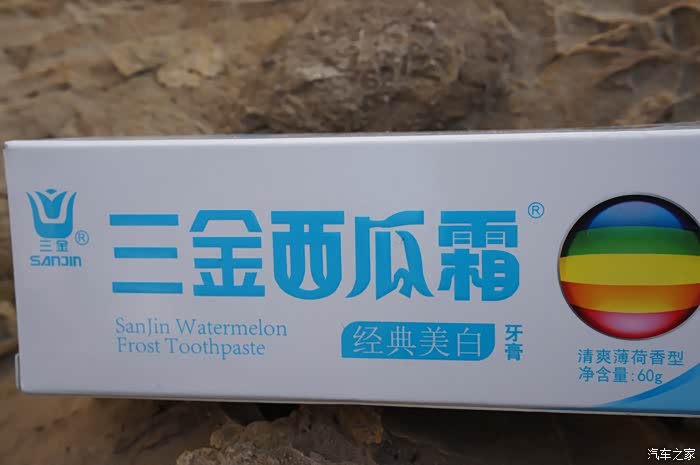 三金®
SANJIN
三金西瓜霜®
SanJin Watermelon
Frost Toothpaste
经典美白
牙膏
清爽薄荷香型
净含量:60g
汽车之家